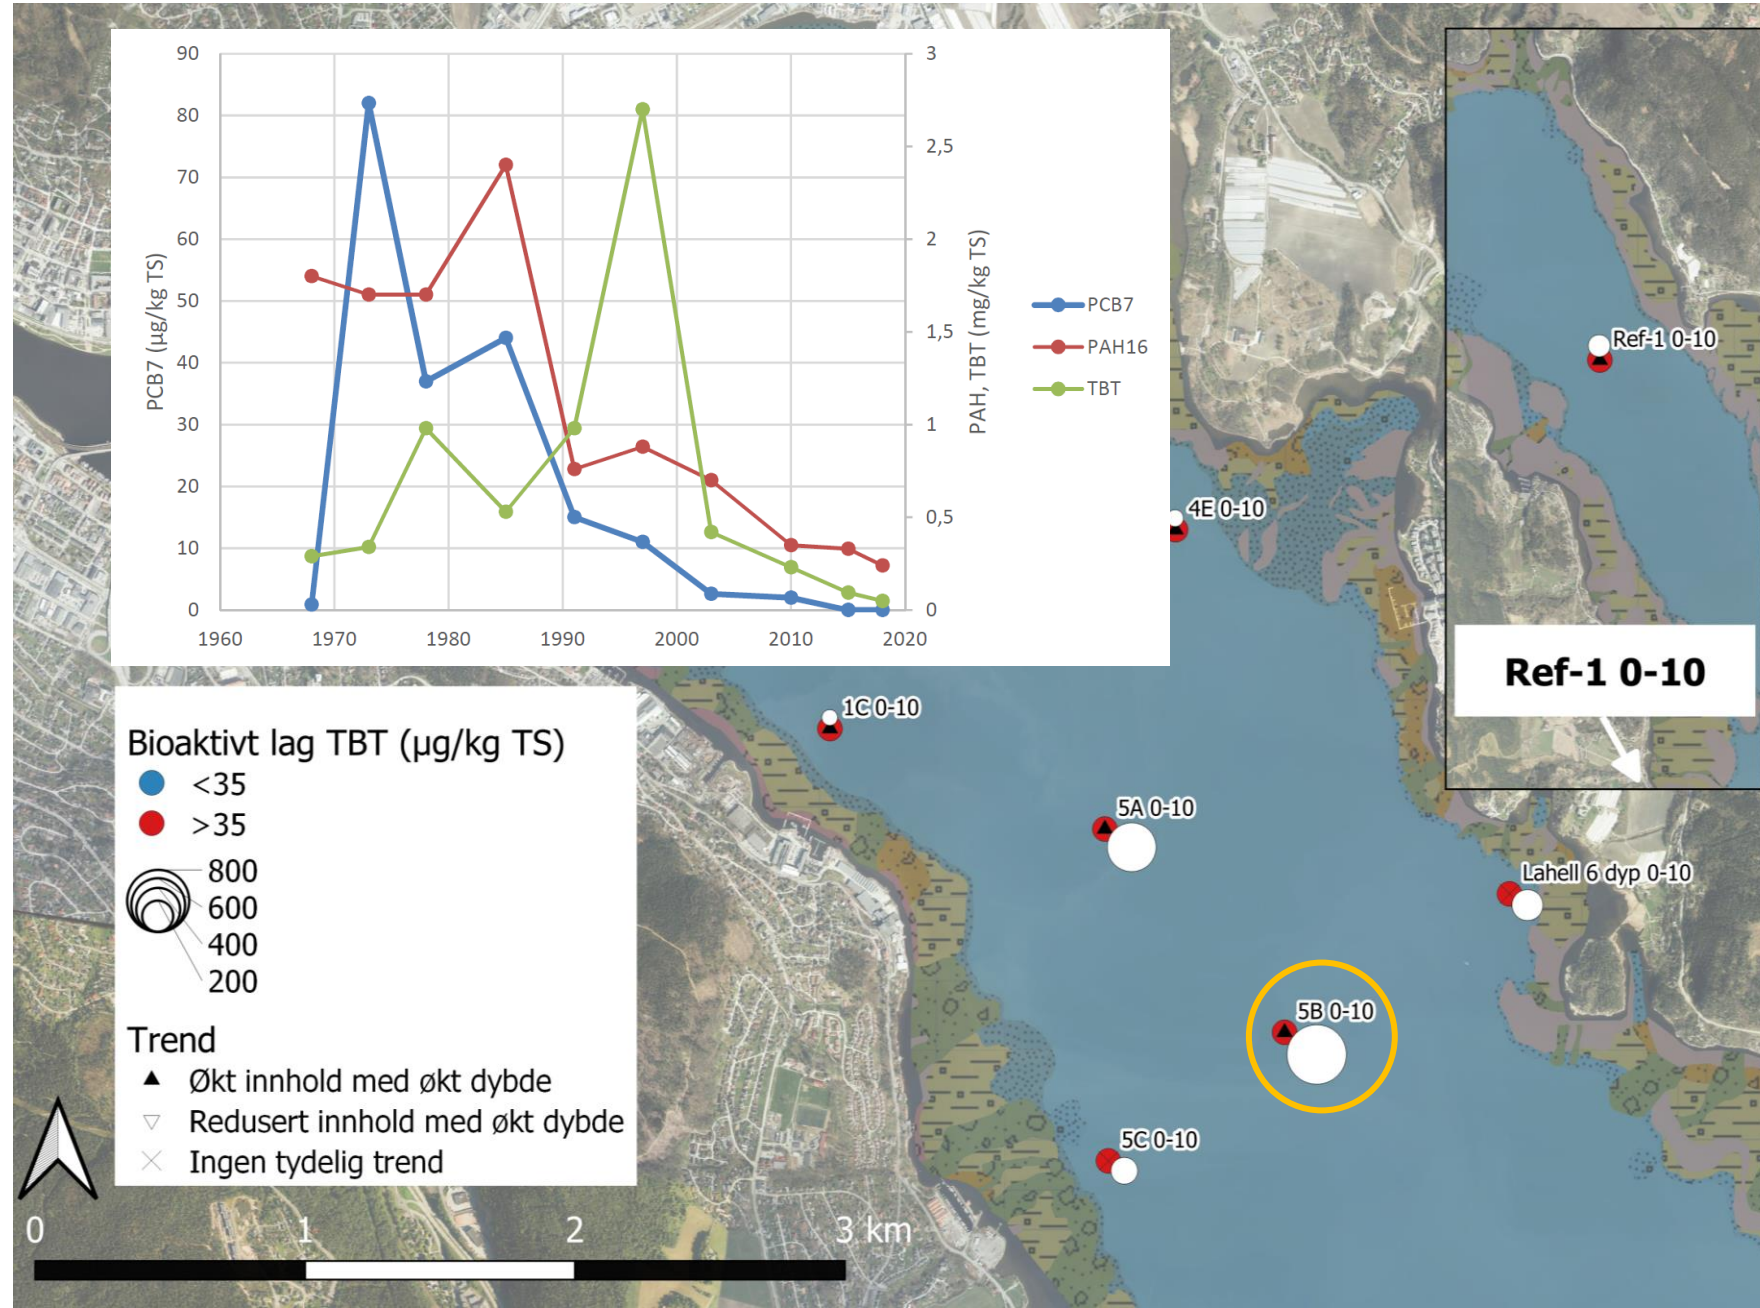 90
80
70
60
50
40
30
20
10
0
PCB7 (µg/kg TS)
3
2,5
2
1,5
1
0,5
0
PAH, TBT (mg/kg TS)
1960 1970 1980 1990 2000 2010 2020
PCB7
PAH16
TBT
Ref-1 0-10
Ref-1 0-10
4E 0-10
1C 0-10
5A 0-10
Lahell 6 dyp 0-10
5B 0-10
5C 0-10
Bioaktivt lag TBT (µg/kg TS)
<35
>35
800
600
400
200
Trend
Økt innhold med økt dybde
Redusert innhold med økt dybde
Ingen tydelig trend
0 1 2 3 km